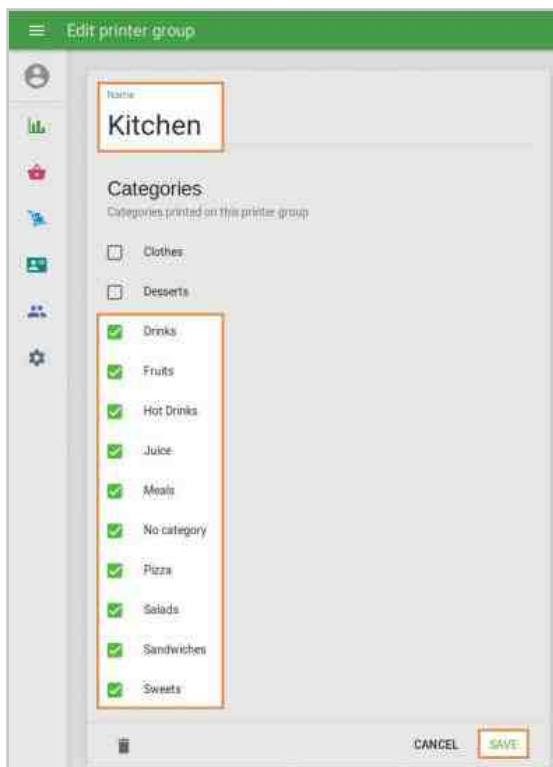 Edit printer group
Name
Kitchen
Categories
Categories printed on this printer group
Clothes
Desserts
Drinks
Fruits
Hot Drinks
Juice
Meals
No category
Pizza
Salads
Sandwiches
Sweets
CANCEL
SAVE